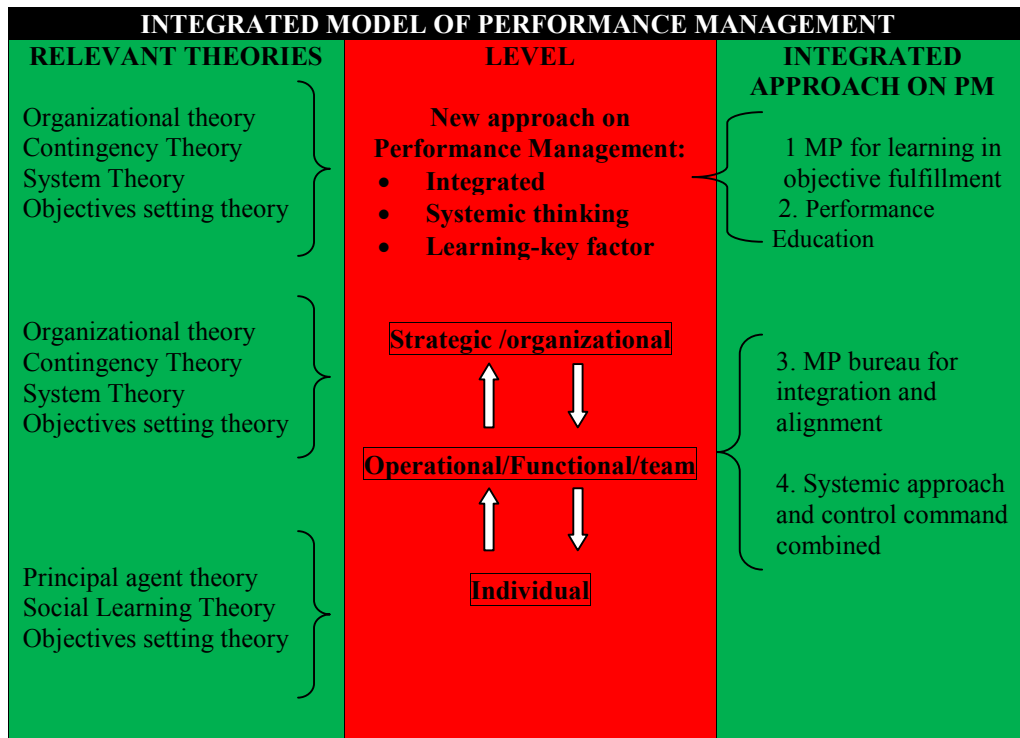 INTEGRATED MODEL OF PERFORMANCE MANAGEMENT
RELEVANT THEORIES
Organizational theory
Contingency Theory
System Theory
Objectives setting theory
Organizational theory
Contingency Theory
System Theory
Objectives setting theory
Principal agent theory
Social Learning Theory
Objectives setting theory
LEVEL
New approach on
Performance Management:
• Integrated
• Systemic thinking
• Learning-key factor
Strategic /organizational
Operational/Functional/team
Individual
INTEGRATED
APPROACH ON PM
1 MP for learning in
objective fulfillment
2. Performance
Education
3. MP bureau for
integration and
alignment
4. Systemic approach
and control command
combined